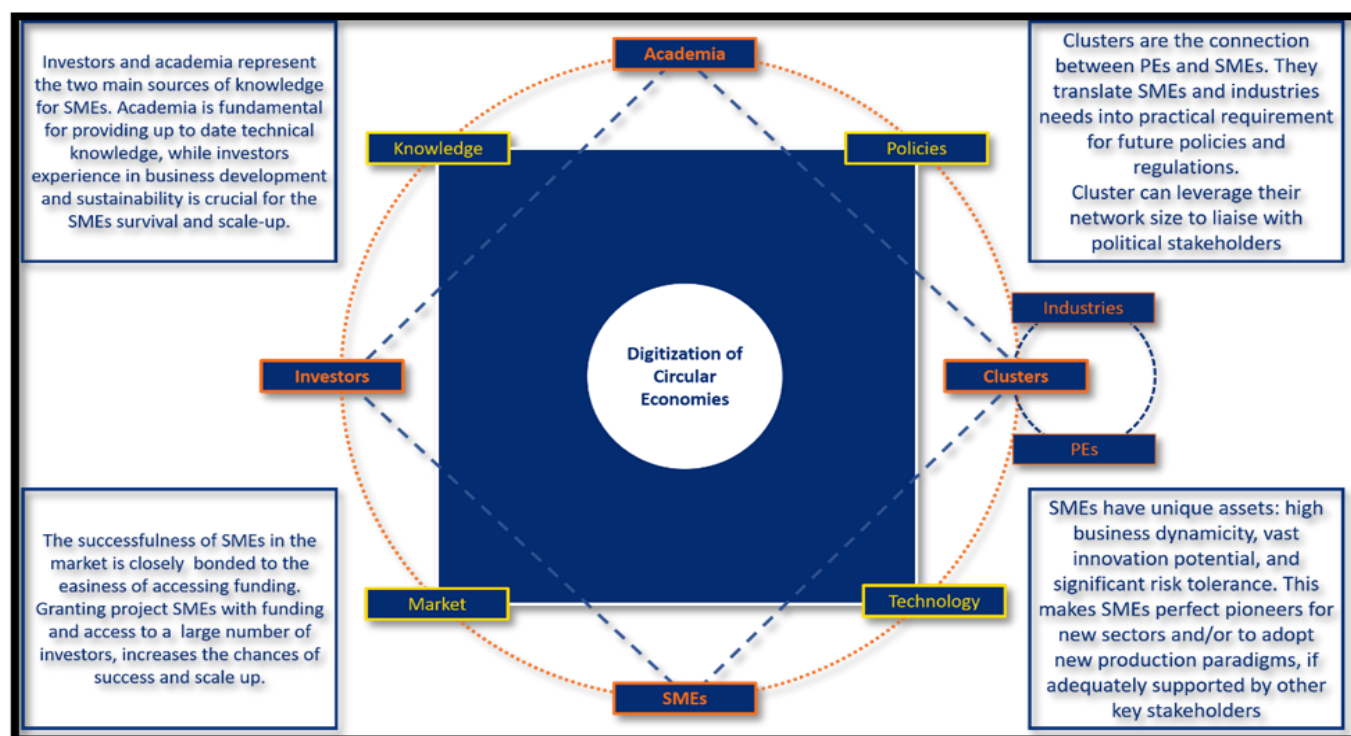 Investors and academia represent
the two main sources of knowledge
for SMEs. Academia is fundamental
for providing up to date technical
knowledge, while investors
experience in business development
and sustainability is crucial for the
SMEs survival and scale-up.
Academia
Clusters are the connection
between PEs and SMEs. They
translate SMEs and industries
needs into practical requirement
for future policies and
regulations.
Cluster can leverage their
network size to liaise with
political stakeholders
Knowledge
Policies
Industries
Investors
Digitization of
Circular
Economies
Clusters
PEs
The successfulness of SMEs in the
market is closely bonded to the
easiness of accessing funding.
Granting project SMEs with funding
and access to a large number of
investors, increases the chances of
success and scale up.
Market
Technology
SMEs
SMEs have unique assets: high
business dynamicity, vast
innovation potential, and
significant risk tolerance. This
makes SMEs perfect pioneers for
new sectors and/or to adopt
new production paradigms, if
adequately supported by other
key stakeholders